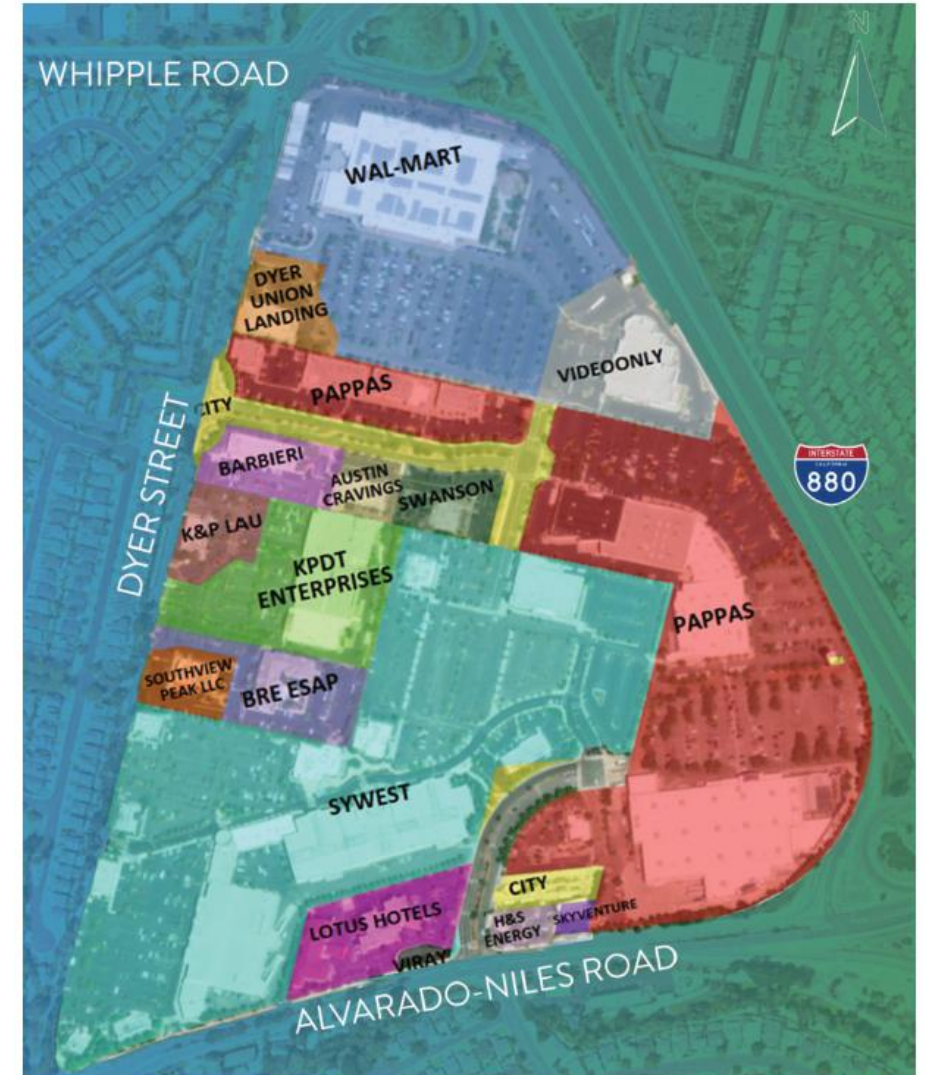 N
WHIPPLE ROAD
WAL-MART
DYER
UNION
LANDING
VIDEOONLY
PAPPAS
CITY
DYER STREET
BARBIERI
AUSTIN
CRAVINGS
SWANSON
INTERSTATE
CALIFORNIA
880
K&P LAU
KPDT
ENTERPRISES
PAPPAS
SOUTHVIEW
PEAK LLC
BRE ESAP
SYWEST
CITY
LOTUS HOTELS
H&S
ENERGY
SKYVENTURE
VIRAY
ALVARADO-NILES ROAD